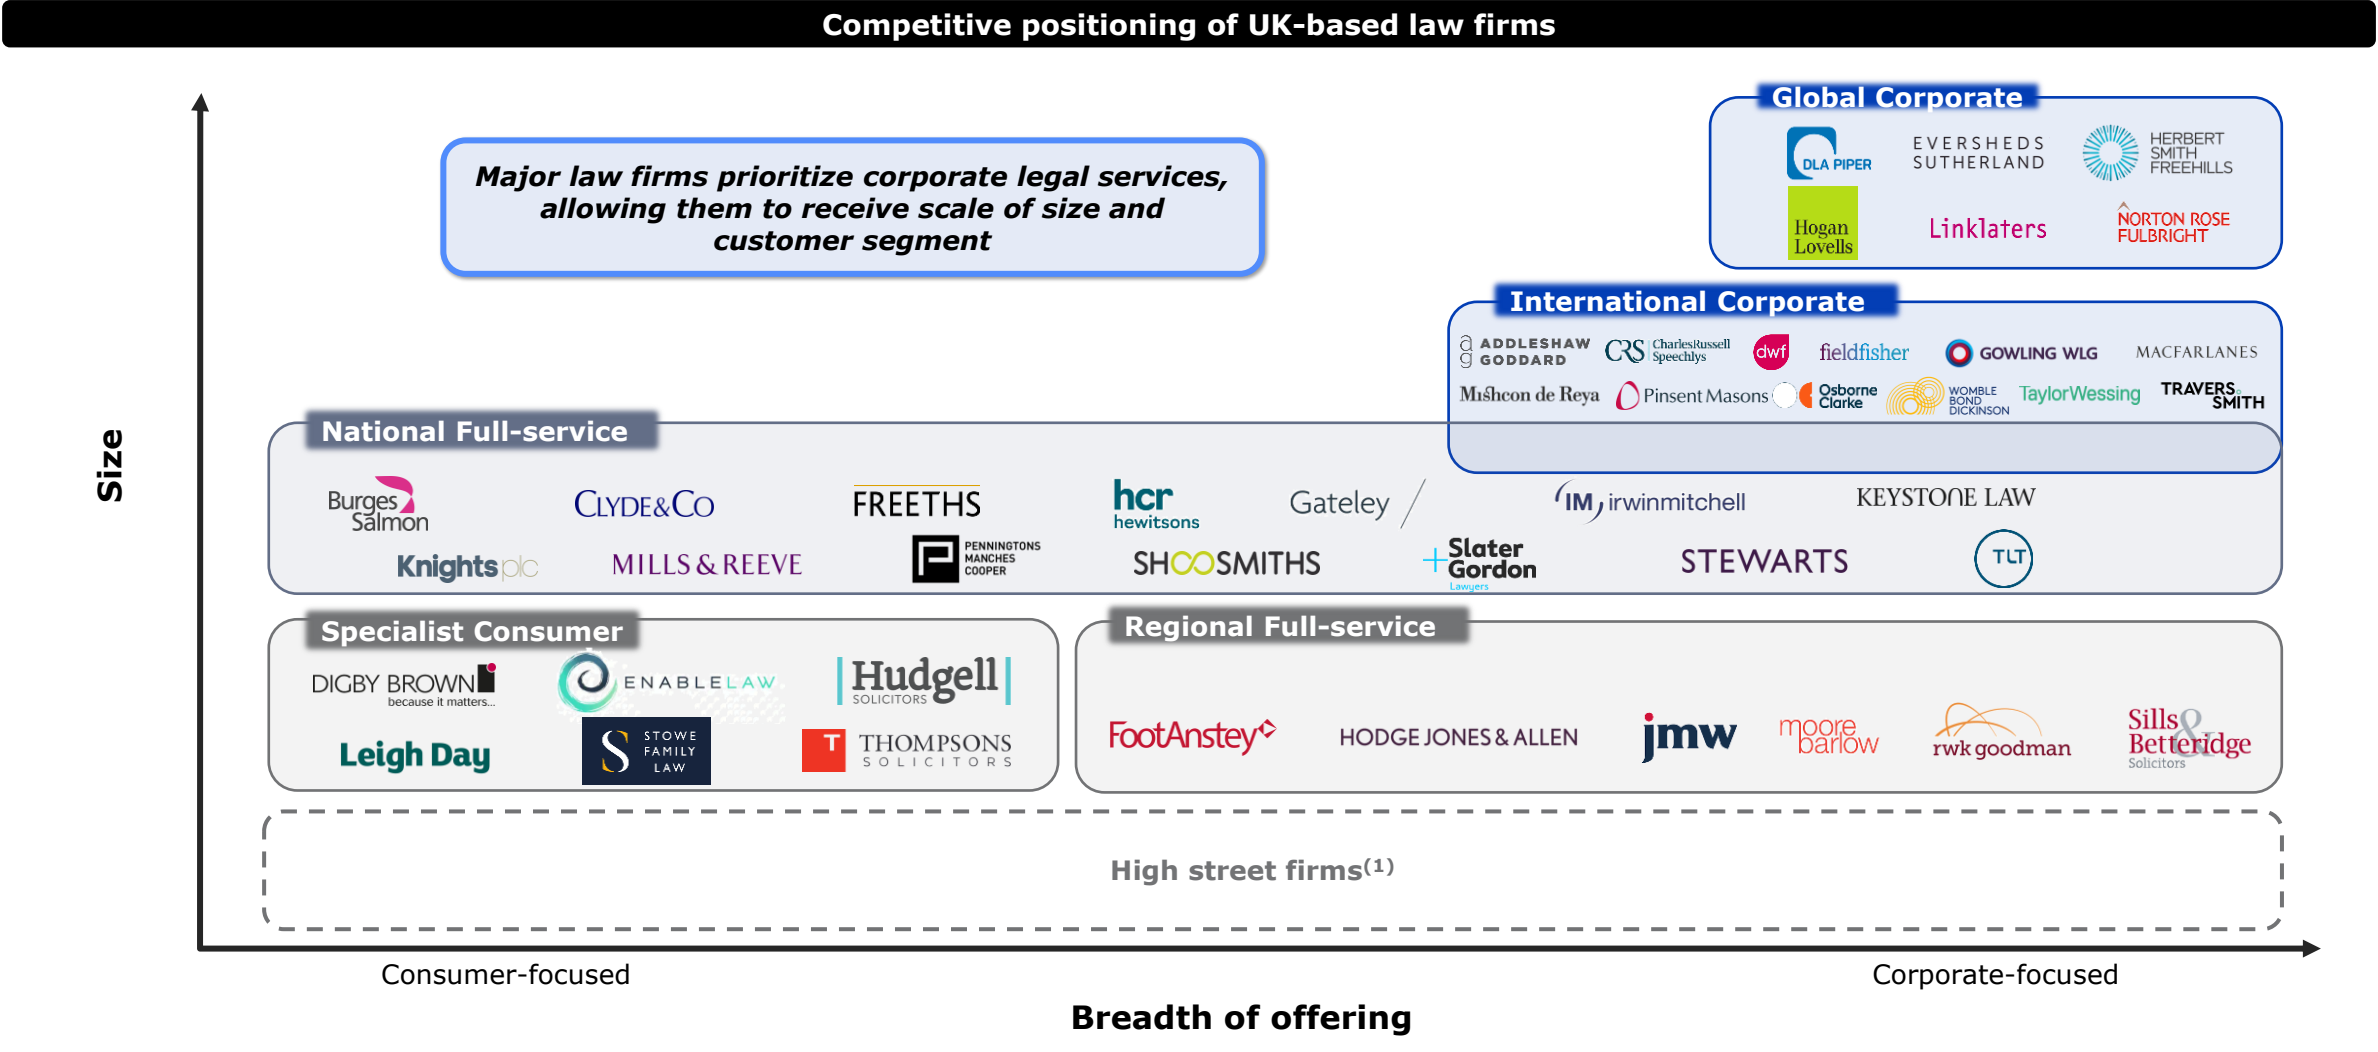 Competitive positioning of UK-based law firms
Global Corporate
DLA PIPER
EVERSHEDS
SUTHERLAND
HERBERT
SMITH
FREEHILLS
Hogan
Lovells
Linklaters
NORTON ROSE
FULBRIGHT
Major law firms prioritize corporate legal services,
allowing them to receive scale of size and
customer segment
International Corporate
ag ADDLESHAW
GODDARD
CRS CharlesRussell
Speechlys
dwf
fieldfisher
GOWLING WLG
MACFARLANES
Mishcon de Reya
Pinsent Masons
Osborne
Clarke
WOMBLE
BOND
DICKINSON
TaylorWessing
TRAVERS
SMITH
Size
National Full-service
Burges
Salmon
CLYDE&CO
FREETHS
hcr
hewitsons
Gateley
IM irwinmitchell
KEYSTONE LAW
Knights plc
MILLS & REEVE
PENNINGTONS
MANCHES
COOPER
SHOOSMITHS
Slater
Gordon
Lawyers
STEWARTS
TLT
Specialist Consumer
DIGBY BROWN
because it matters...
ENABLELAW
Hudgell
SOLICITORS
Leigh Day
S STOWE
FAMILY
LAW
T THOMPSONS
SOLICITORS
Regional Full-service
FootAnstey
HODGE JONES & ALLEN
jmw
moore
barlow
rwk goodman
Sills &
Betteridge
Solicitors
High street firms(1)
Consumer-focused
Corporate-focused
Breadth of offering